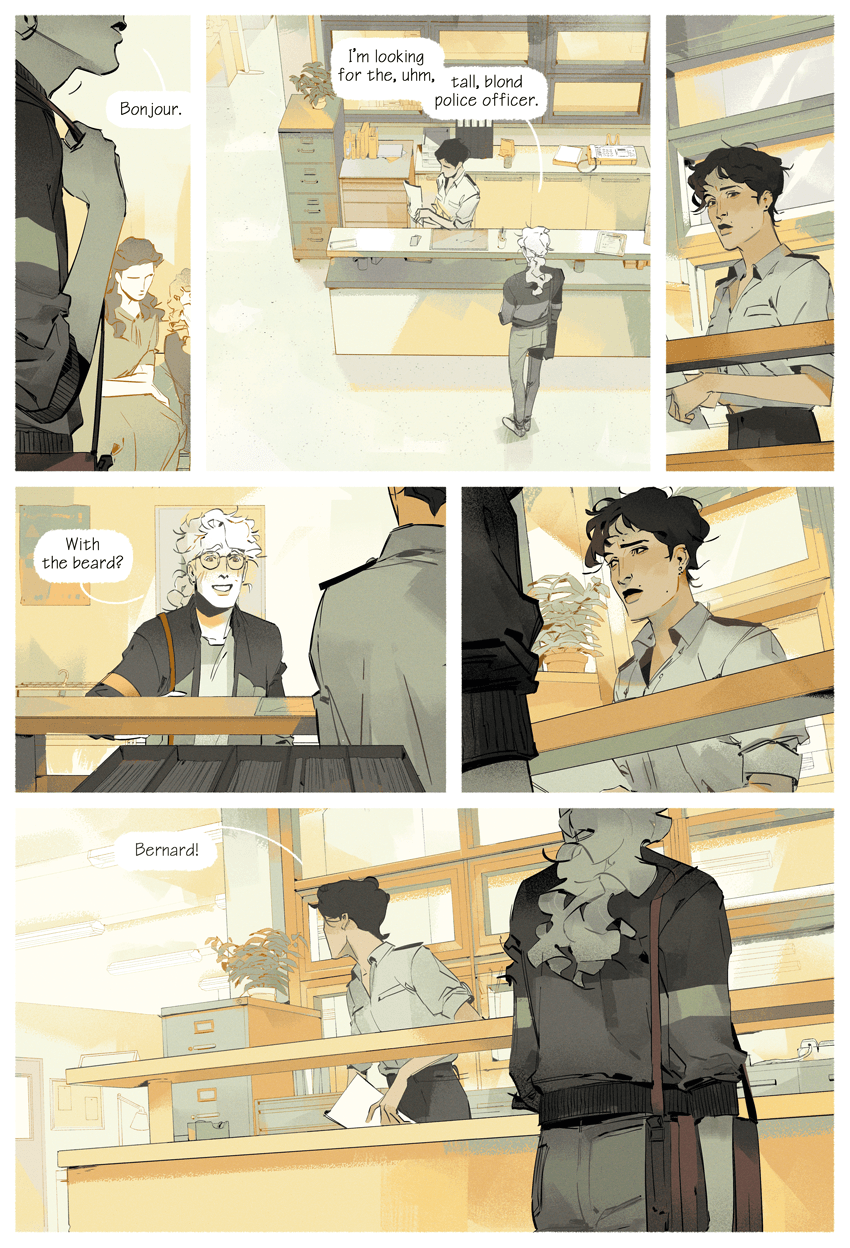 Bonjour.
I'm looking
for the, uhm,
tall, blond
police officer.
With
the beard?
Bernard!